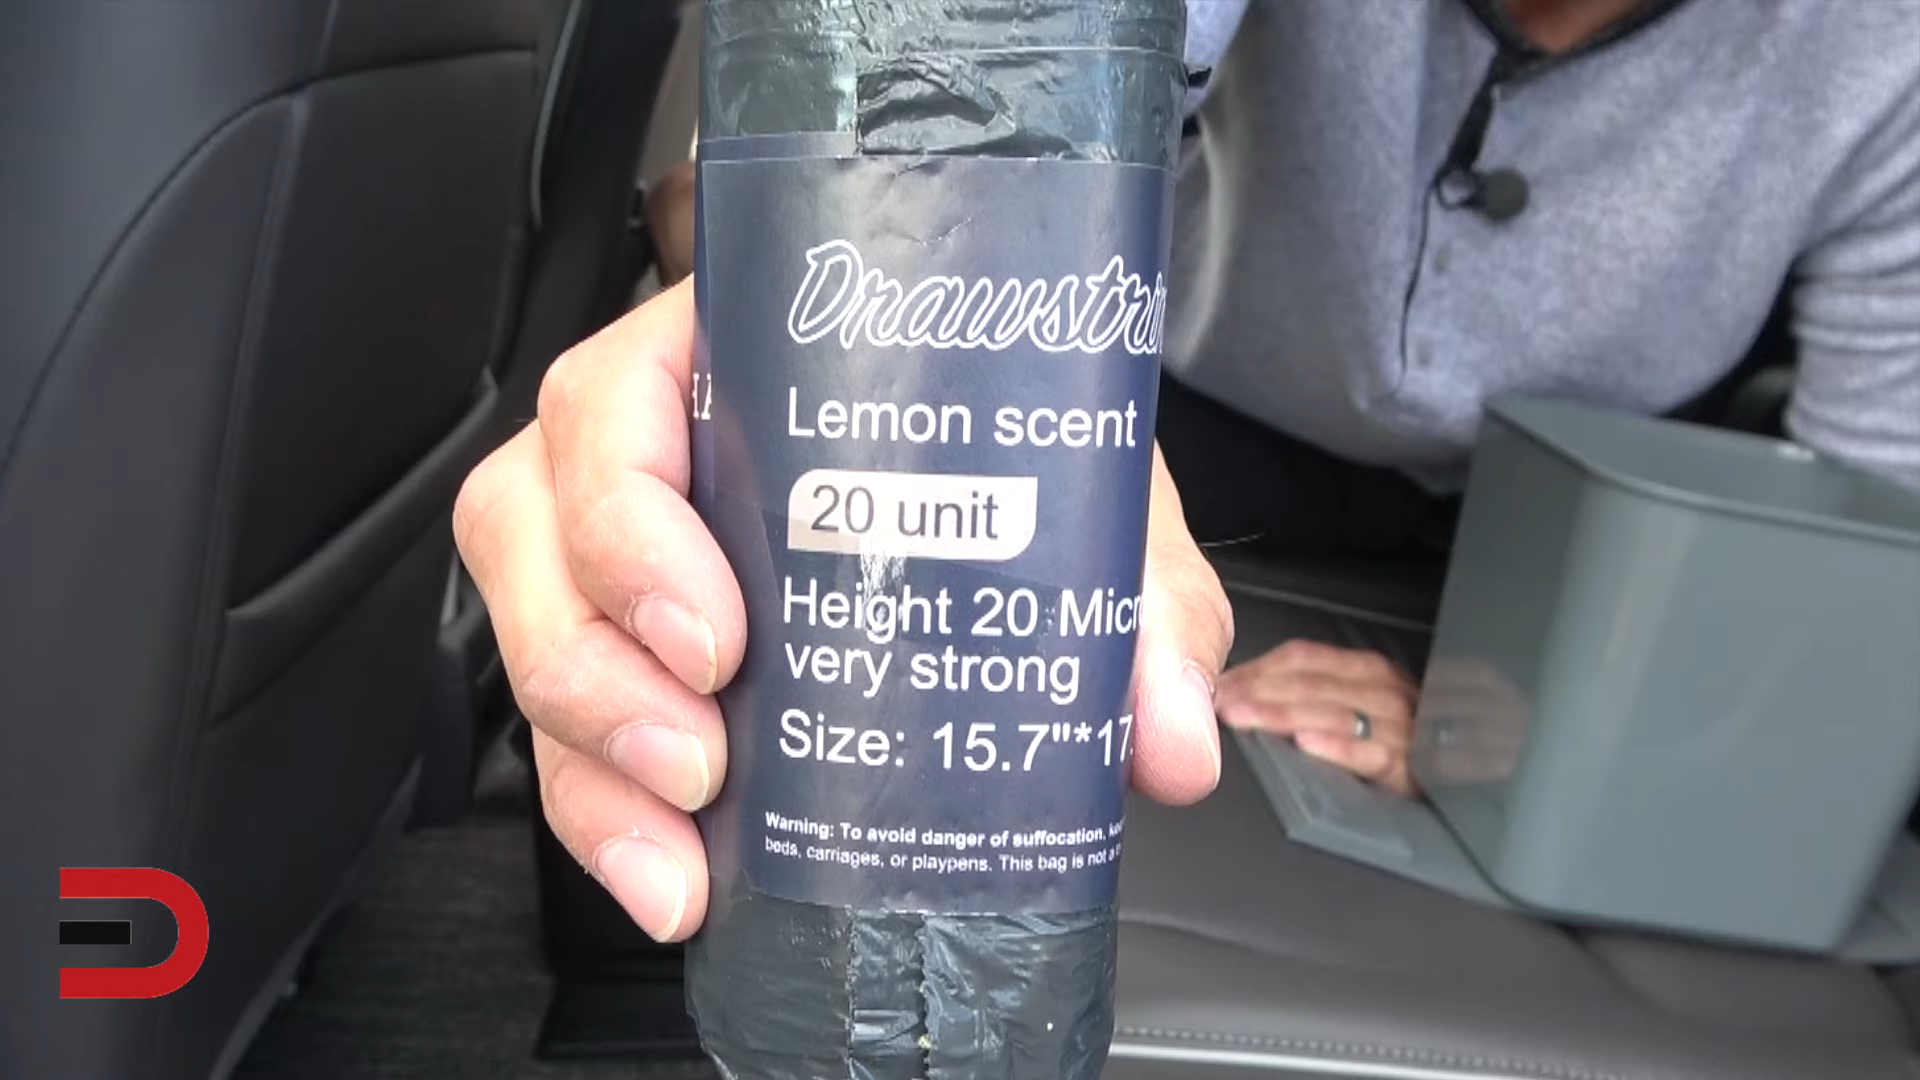 Drawstrin
Lemon scent
20 unit
Height 20 Micr
very strong
Size: 15.7"*17.
Warning: To avoid danger of suffocation,
beds, carriages, or playpens. This bag is not a